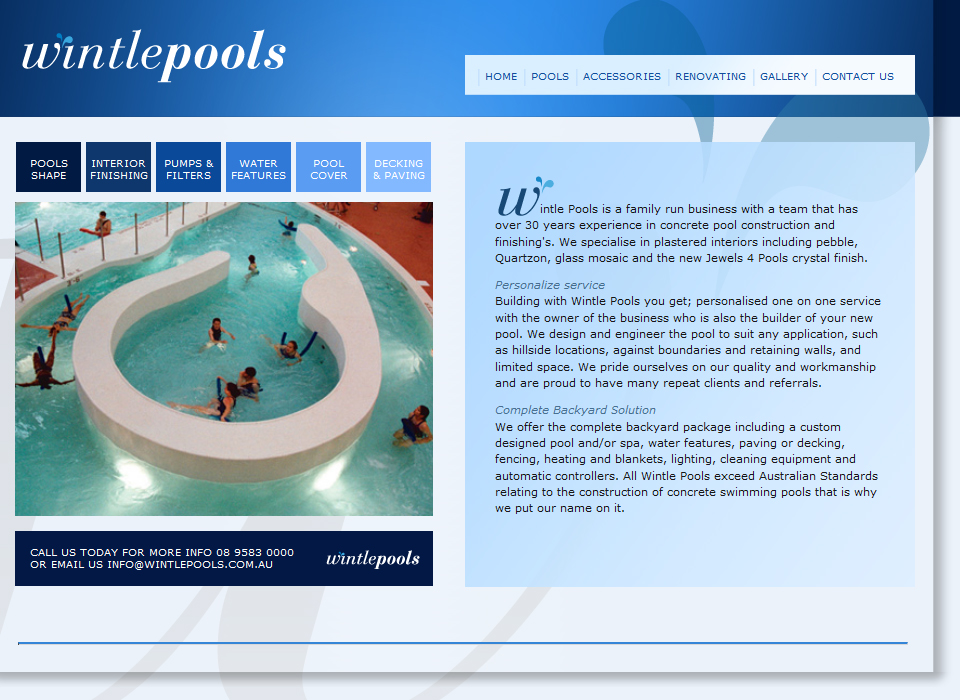 wintlepools
HOME
POOLS
ACCESSORIES
RENOVATING
GALLERY
CONTACT US
POOLS
SHAPE
INTERIOR
FINISHING
PUMPS &
FILTERS
WATER
FEATURES
POOL
COVER
DECKING
& PAVING
wintle Pools is a family run business with a team that has
over 30 years experience in concrete pool construction and
finishing's. We specialise in plastered interiors including pebble,
Quartzon, glass mosaic and the new Jewels 4 Pools crystal finish.
Personalize service
Building with Wintle Pools you get; personalised one on one service
with the owner of the business who is also the builder of your new
pool. We design and engineer the pool to suit any application, such
as hillside locations, against boundaries and retaining walls, and
limited space. We pride ourselves on our quality and workmanship
and are proud to have many repeat clients and referrals.
Complete Backyard Solution
We offer the complete backyard package including a custom
designed pool and/or spa, water features, paving or decking,
fencing, heating and blankets, lighting, cleaning equipment and
automatic controllers. All Wintle Pools exceed Australian Standards
relating to the construction of concrete swimming pools that is why
we put our name on it.
CALL US TODAY FOR MORE INFO 08 9583 0000
OR EMAIL US INFO@WINTLEPOOLS.COM.AU
wintlepools